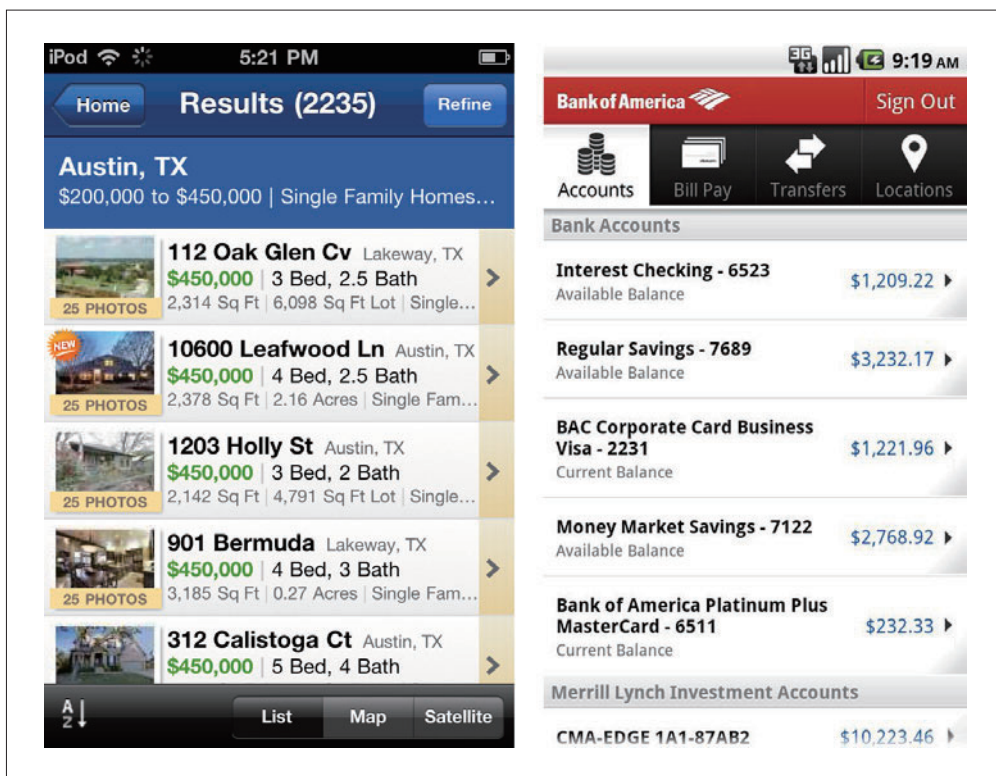 iPod 5:21 PM
Home Results (2235) Refine
Austin, TX
$200,000 to $450,000 | Single Family Homes...
112 Oak Glen Cv Lakeway, TX
$450,000 | 3 Bed, 2.5 Bath
25 PHOTOS 2,314 Sq Ft | 6,098 Sq Ft Lot | Single...
NEW
10600 Leafwood Ln Austin, TX
$450,000 | 4 Bed, 2.5 Bath
25 PHOTOS 2,378 Sq Ft | 2.16 Acres | Single Fam...
1203 Holly St Austin, TX
$450,000 | 3 Bed, 2 Bath
25 PHOTOS 2,142 Sq Ft | 4,791 Sq Ft Lot | Single...
901 Bermuda Lakeway, TX
$450,000 | 4 Bed, 3 Bath
25 PHOTOS 3,185 Sq Ft | 0.27 Acres | Single Fam...
312 Calistoga Ct Austin, TX
$450,000 | 5 Bed, 4 Bath
A
Z
List Map Satellite
3G 9:19 AM
Bank of America Sign Out
Accounts Bill Pay Transfers Locations
Bank Accounts
Interest Checking - 6523
Available Balance $1,209.22
Regular Savings - 7689
Available Balance $3,232.17
BAC Corporate Card Business
Visa - 2231 $1,221.96
Current Balance
Money Market Savings - 7122
Available Balance $2,768.92
Bank of America Platinum Plus
MasterCard - 6511 $232.33
Current Balance
Merrill Lynch Investment Accounts
CMA-EDGE 1A1-87AB2 $10,223.46